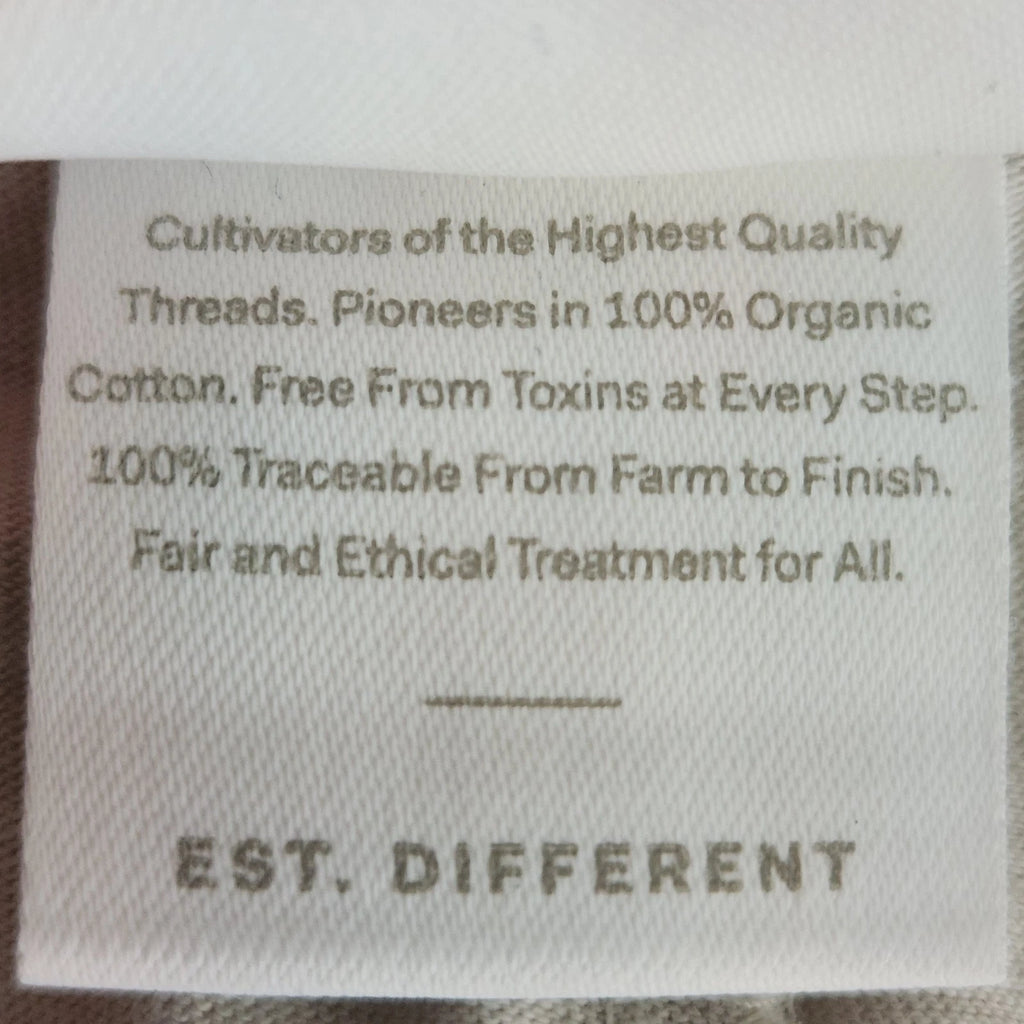 Cultivators of the Highest Quality
Threads. Pioneers in 100% Organic
Cotton. Free From Toxins at Every Step.
100% Traceable From Farm to Finish.
Fair and Ethical Treatment for All.
EST. DIFFERENT